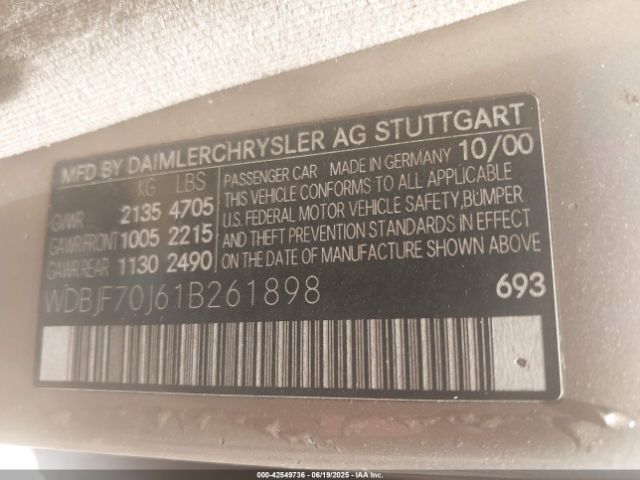 MFD BY DAIMLERCHRYSLER AG STUTTGART
KG LBS
GVWR 2135 4705
GAWR FRONT 1005 2215
GAWR REAR 1130 2490
PASSENGER CAR MADE IN GERMANY 10/00
THIS VEHICLE CONFORMS TO ALL APPLICABLE
U.S. FEDERAL MOTOR VEHICLE SAFETY, BUMPER
AND THEFT PREVENTION STANDARDS IN EFFECT
ON THE DATE OF MANUFACTURE SHOWN ABOVE
WDBJF70J61B261898
693
000-42549736 - 06/19/2025 - IAAI.COM